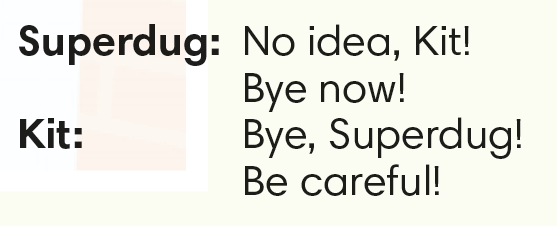 Superdug: No idea, Kit!
Bye now!
Kit: Bye, Superdug!
Be careful!